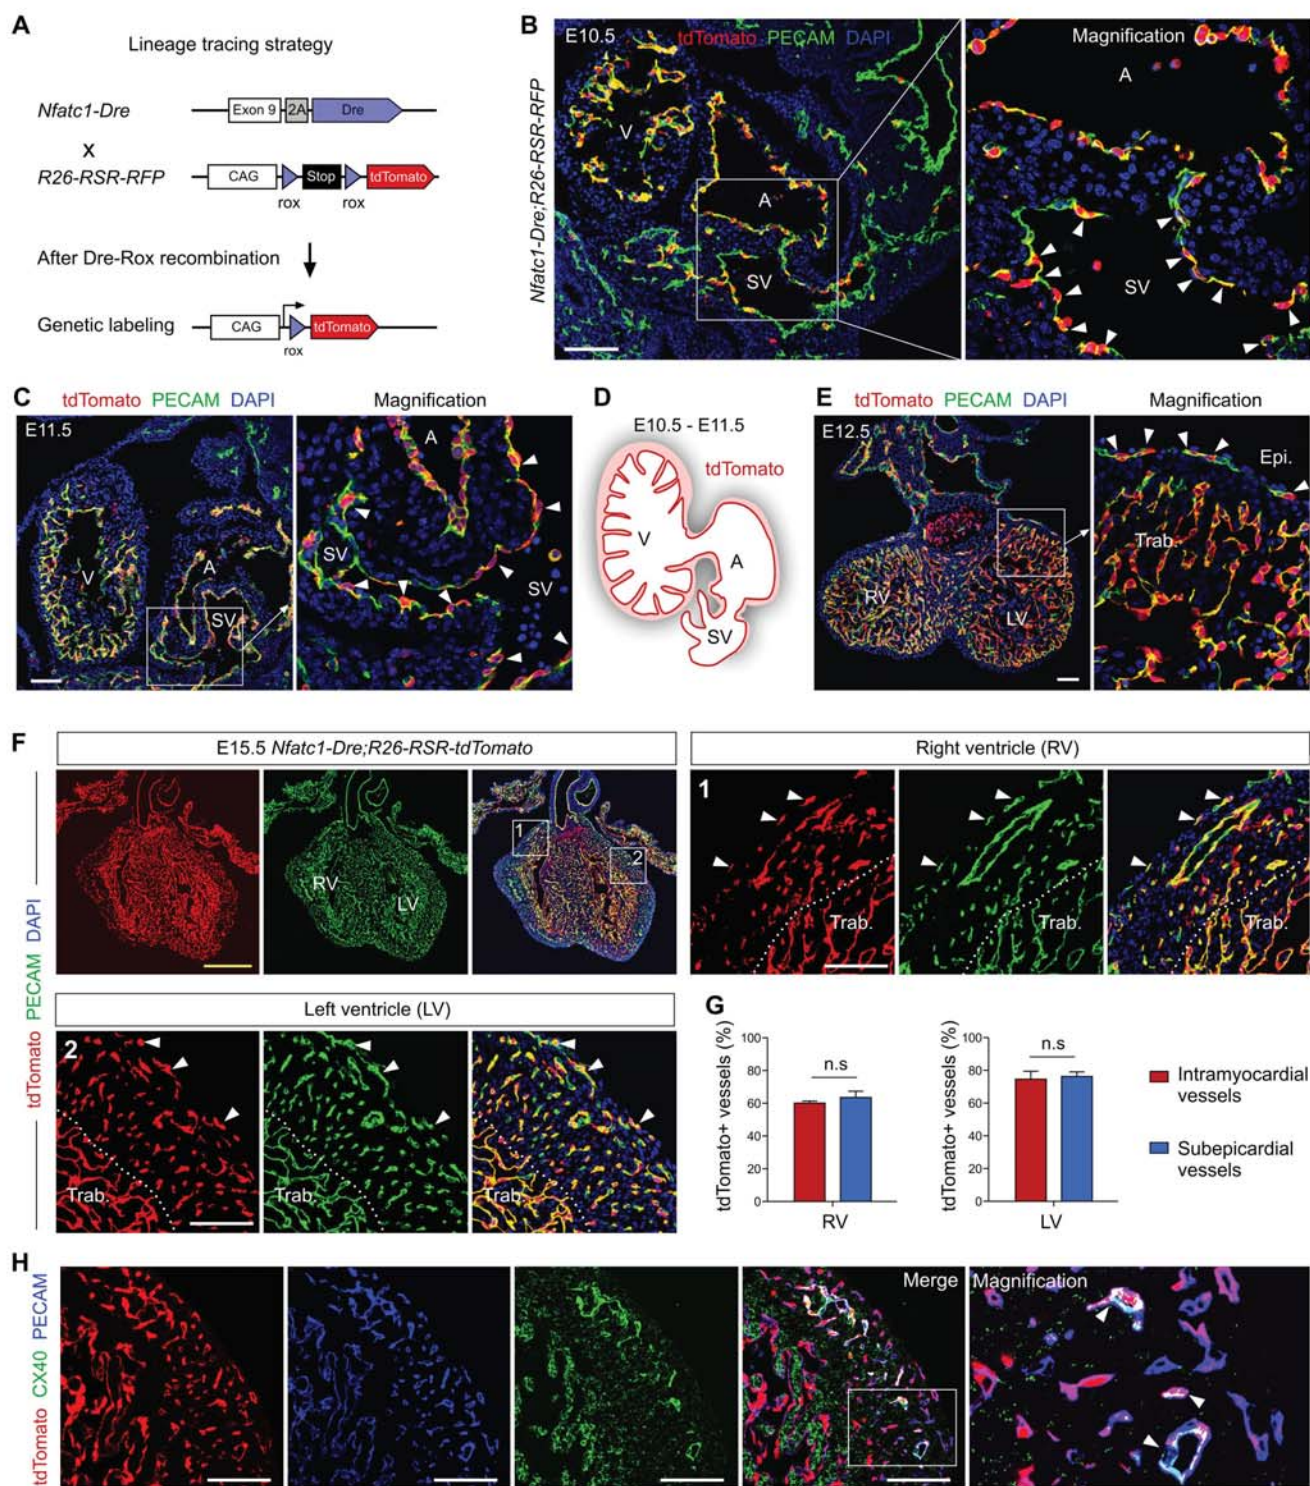 A
Lineage tracing strategy
Nfatc1-Dre
Exon 9 2A Dre
x
R26-RSR-RFP
CAG Stop tdTomato
rox rox
After Dre-Rox recombination
Genetic labeling
CAG tdTomato
rox
B
Nfatc1-Dre;R26-RSR-RFP
E10.5 tdTomato PECAM DAPI
V
A
SV
Magnification
A
SV
C
tdTomato PECAM DAPI
Magnification
E11.5
V
A
SV
A
SV
SV
D
E10.5 - E11.5
tdTomato
V
A
SV
E
tdTomato PECAM DAPI
Magnification
E12.5
RV
LV
Epi.
Trab.
F
tdTomato PECAM DAPI
E15.5 Nfatc1-Dre;R26-RSR-tdTomato
RV
LV
1
2
Right ventricle (RV)
1
Trab.
Trab.
Trab.
Left ventricle (LV)
2
Trab.
Trab.
Trab.
G
tdTomato+ vessels (%)
100
80
60
40
20
0
n.s
RV
tdTomato+ vessels (%)
100
80
60
40
20
0
n.s
LV
Intramyocardial
vessels
Subepicardial
vessels
H
tdTomato CX40 PECAM
Merge
Magnification